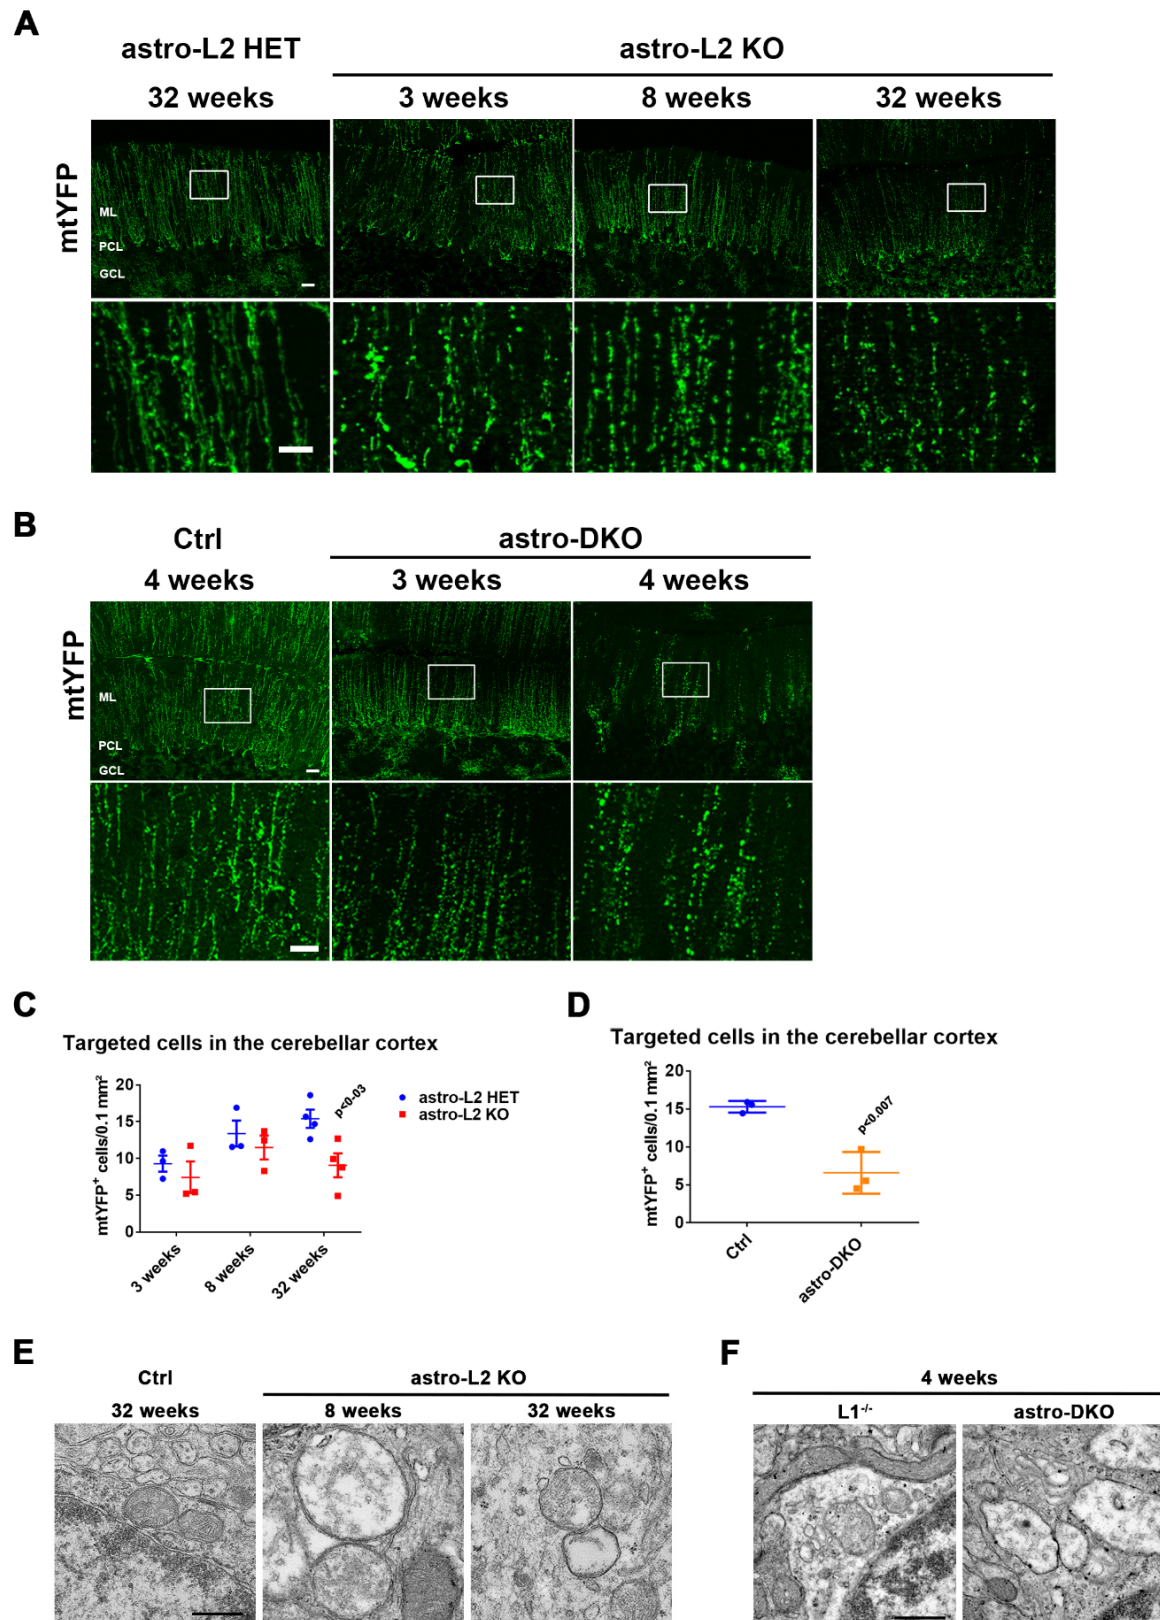 A
astro-L2 HET
astro-L2 KO
32 weeks
3 weeks
8 weeks
32 weeks
mtYFP
ML
PCL
GCL
B
Ctrl
astro-DKO
4 weeks
3 weeks
4 weeks
mtYFP
ML
PCL
GCL
C
Targeted cells in the cerebellar cortex
mtYFP⁺ cells/0.1 mm²
20
15
10
5
0
p<0-03
astro-L2 HET
astro-L2 KO
3 weeks
8 weeks
32 weeks
D
Targeted cells in the cerebellar cortex
mtYFP⁺ cells/0.1 mm²
20
15
10
5
0
p<0.007
Ctrl
astro-DKO
E
Ctrl
astro-L2 KO
32 weeks
8 weeks
32 weeks
F
4 weeks
L1⁻/⁻
astro-DKO